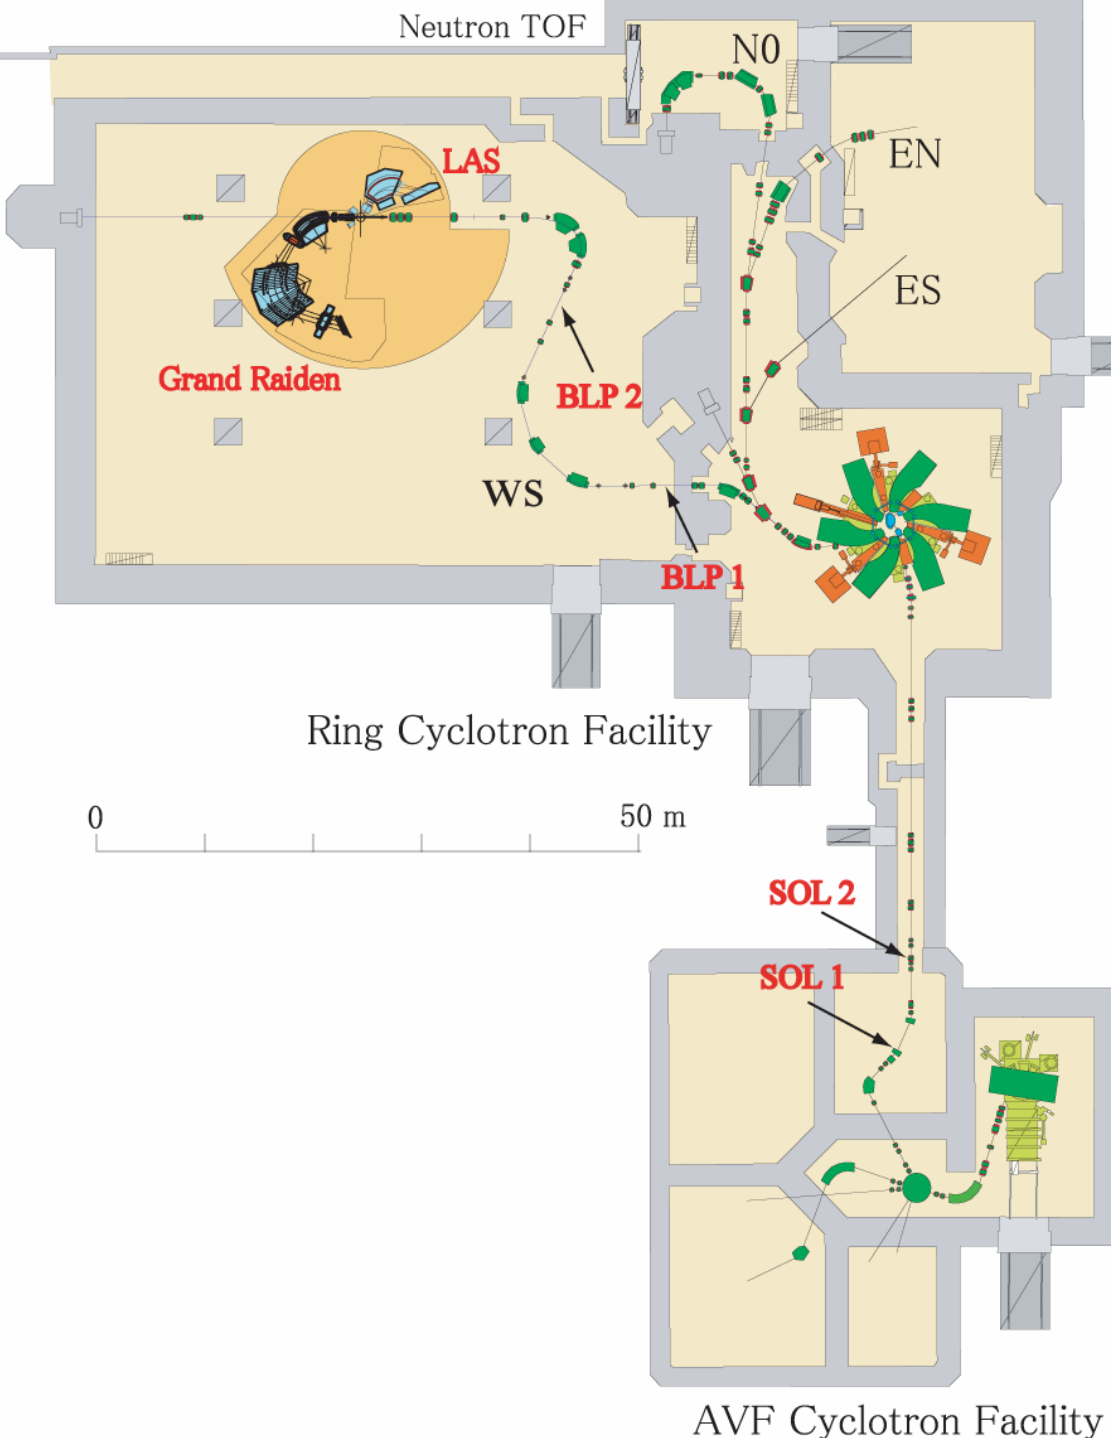 Neutron TOF
N0
EN
LAS
ES
Grand Raiden
BLP 2
WS
BLP 1
Ring Cyclotron Facility
0
50 m
SOL 2
SOL 1
AVF Cyclotron Facility